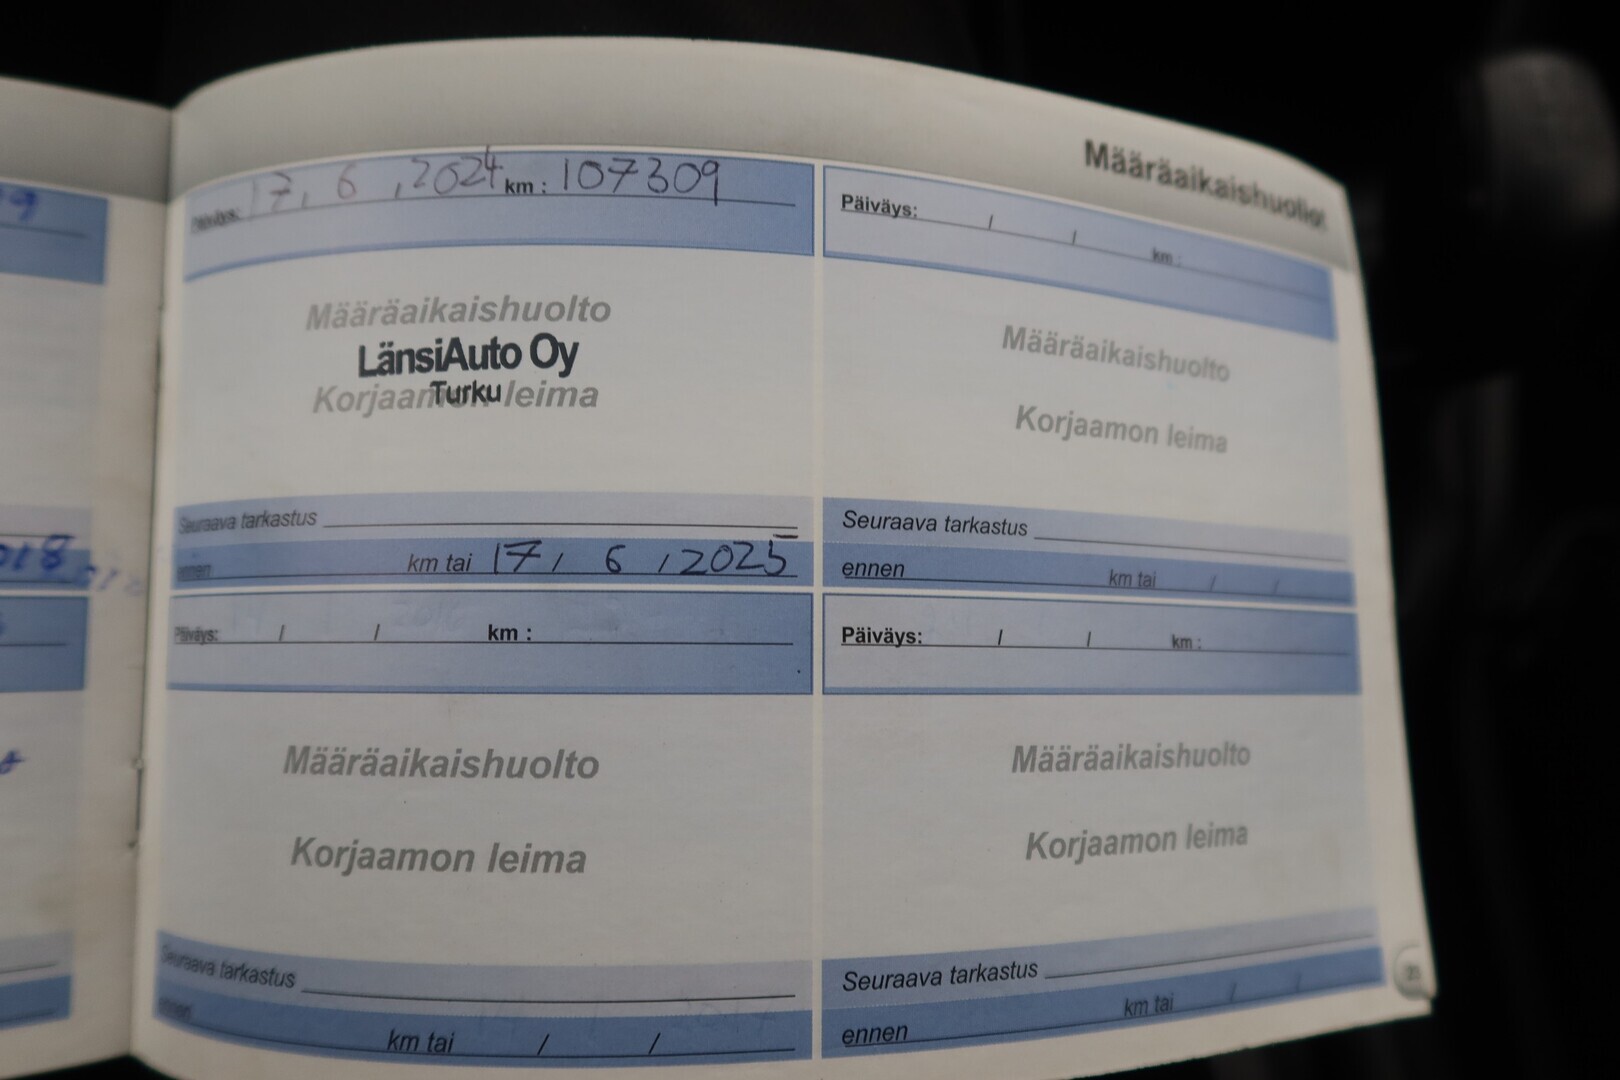 Määräaikaishuollot
Päiväys: 17, 6, 2024 km: 107309
Määräaikaishuolto
LänsiAuto Oy
Korjaamon leima
Turku
Seuraava tarkastus
ennen km tai 17/ 6 / 2025
Päiväys: / / km :
Määräaikaishuolto
Korjaamon leima
Seuraava tarkastus
ennen km tai / /
Päiväys: / / km :
Määräaikaishuolto
Korjaamon leima
Seuraava tarkastus
ennen km tai / /
Päiväys: / / km :
Määräaikaishuolto
Korjaamon leima
Seuraava tarkastus
ennen km tai / /